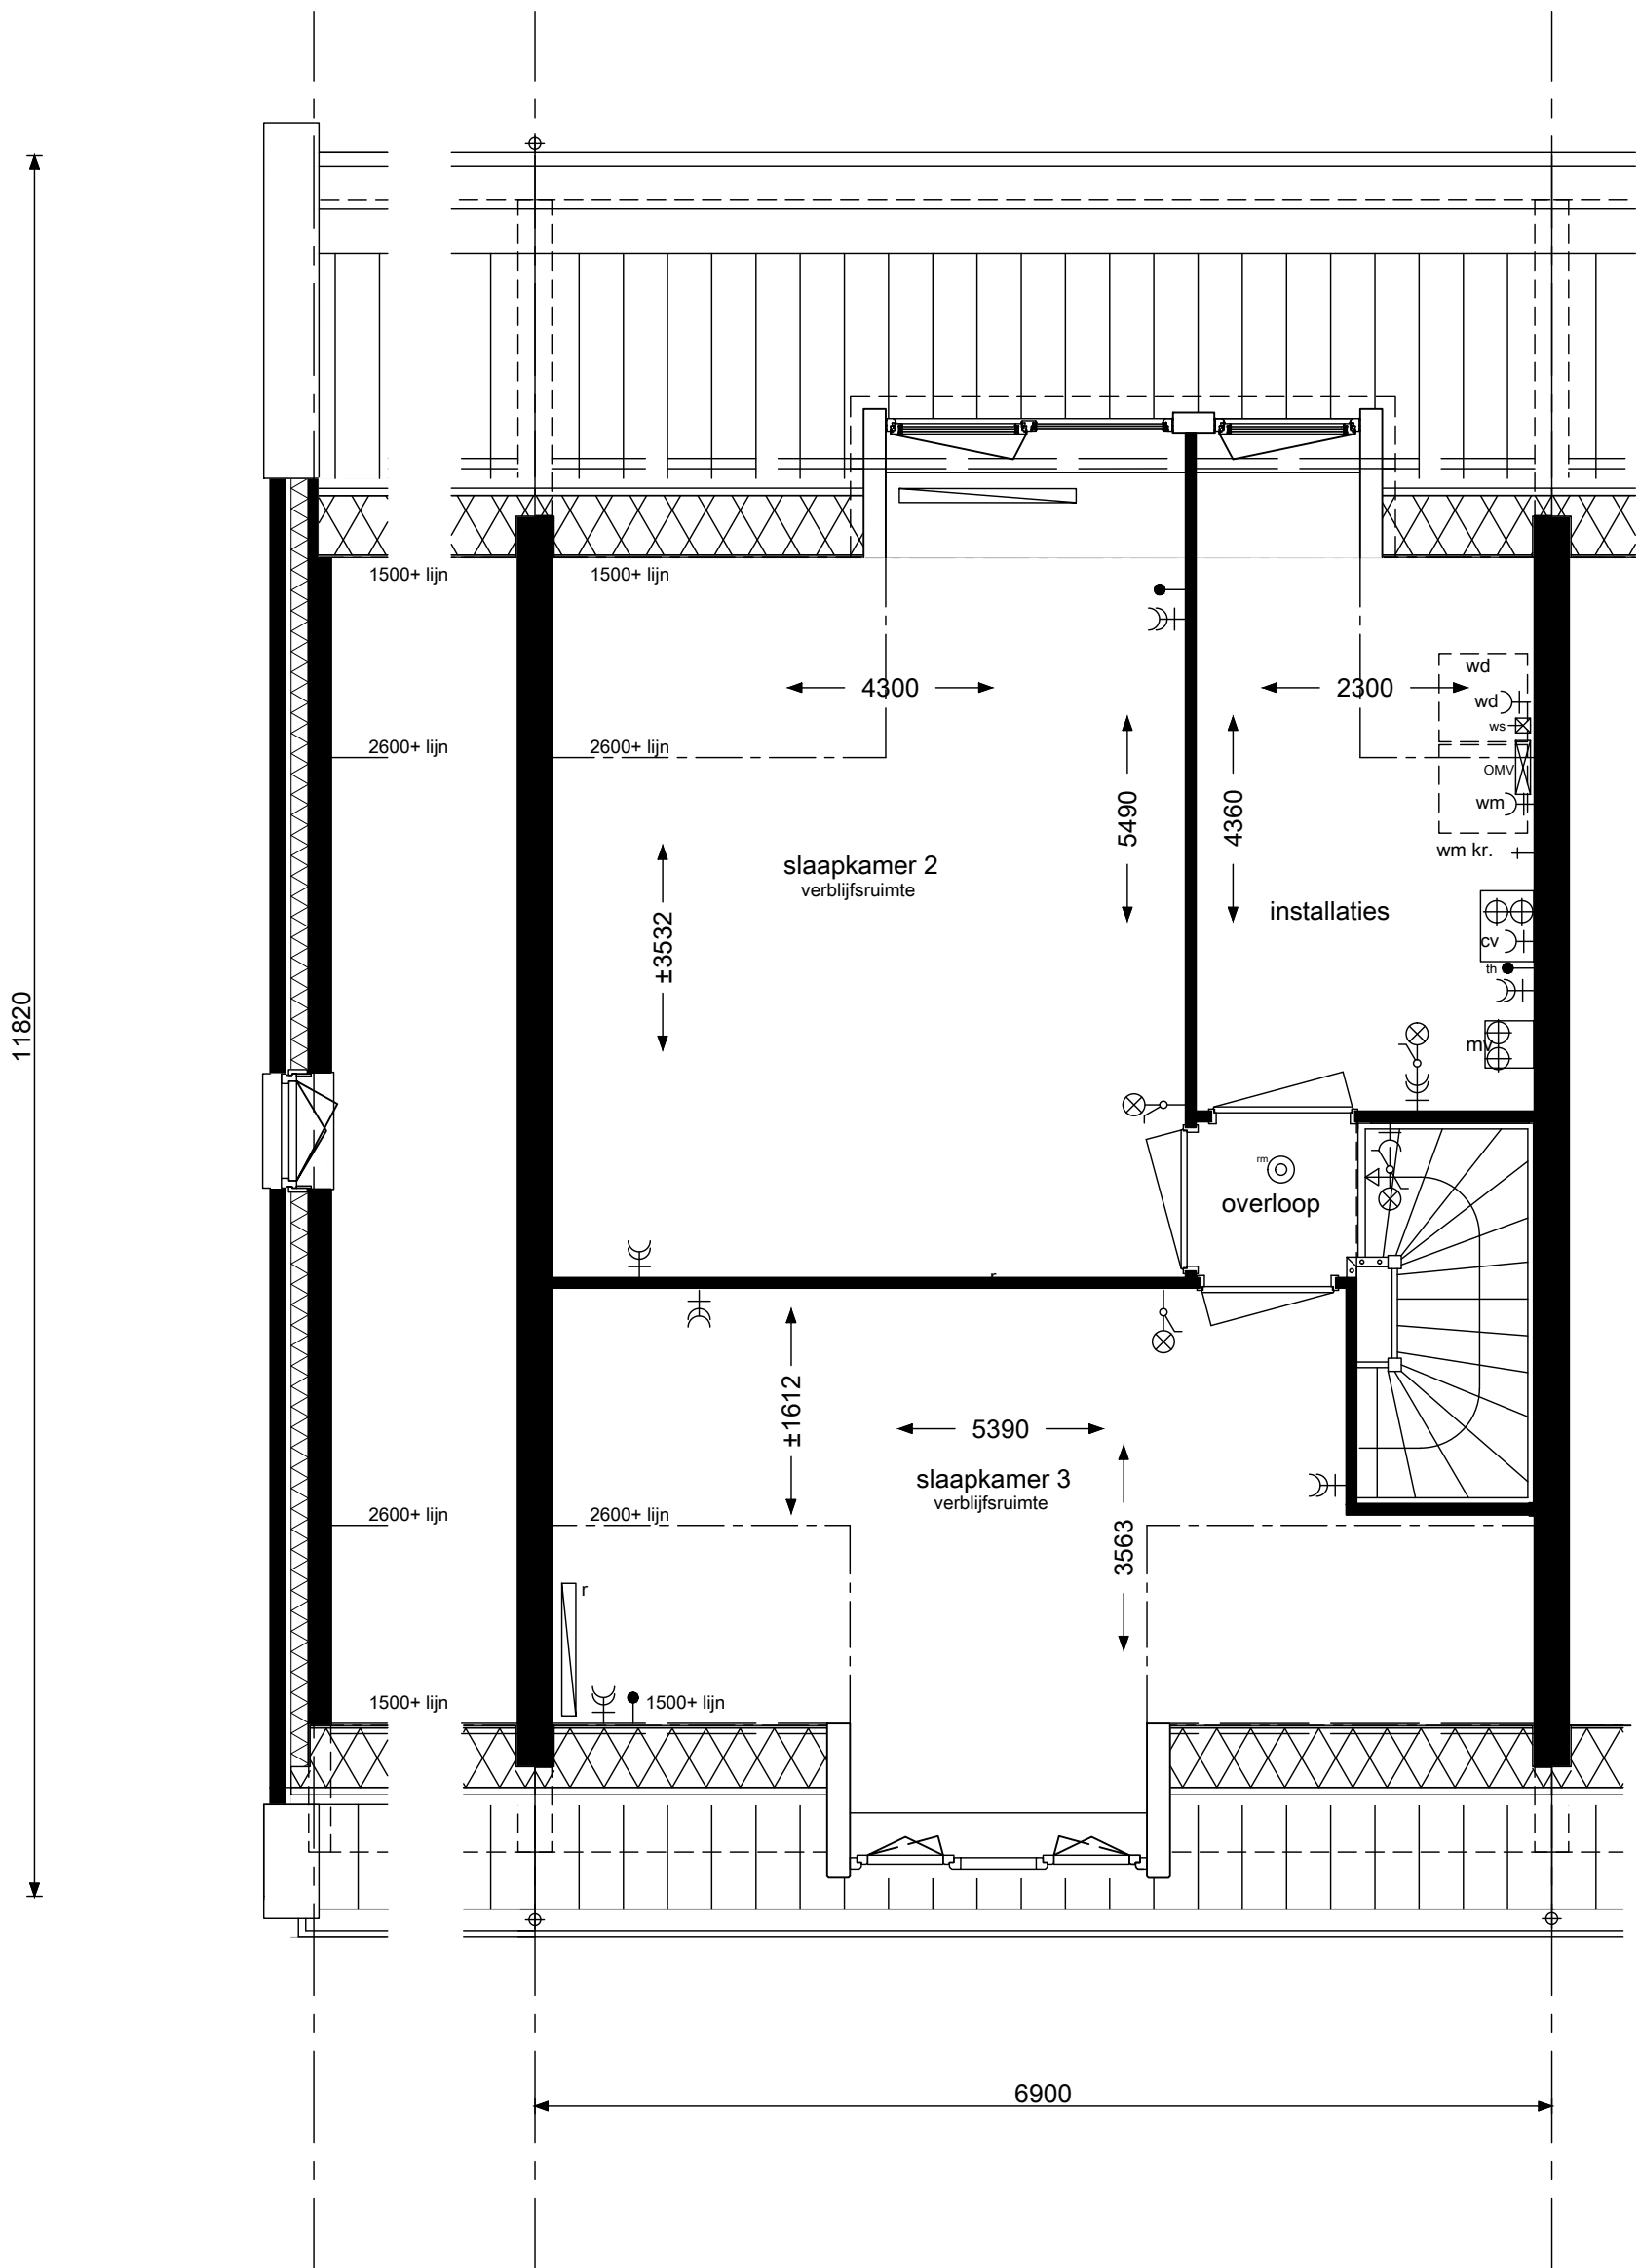 1500+ lijn
1500+ lijn
wd
4300
2300
wd
ws
2600+ lijn
2600+ lijn
OMV
wm
5490
4360
wm kr.
slaapkamer 2
verblijfsruimte
installaties
±3532
cv
th
11820
mv
rm
overloop
r
±1612
5390
slaapkamer 3
verblijfsruimte
2600+ lijn
2600+ lijn
3563
r
1500+ lijn
1500+ lijn
6900